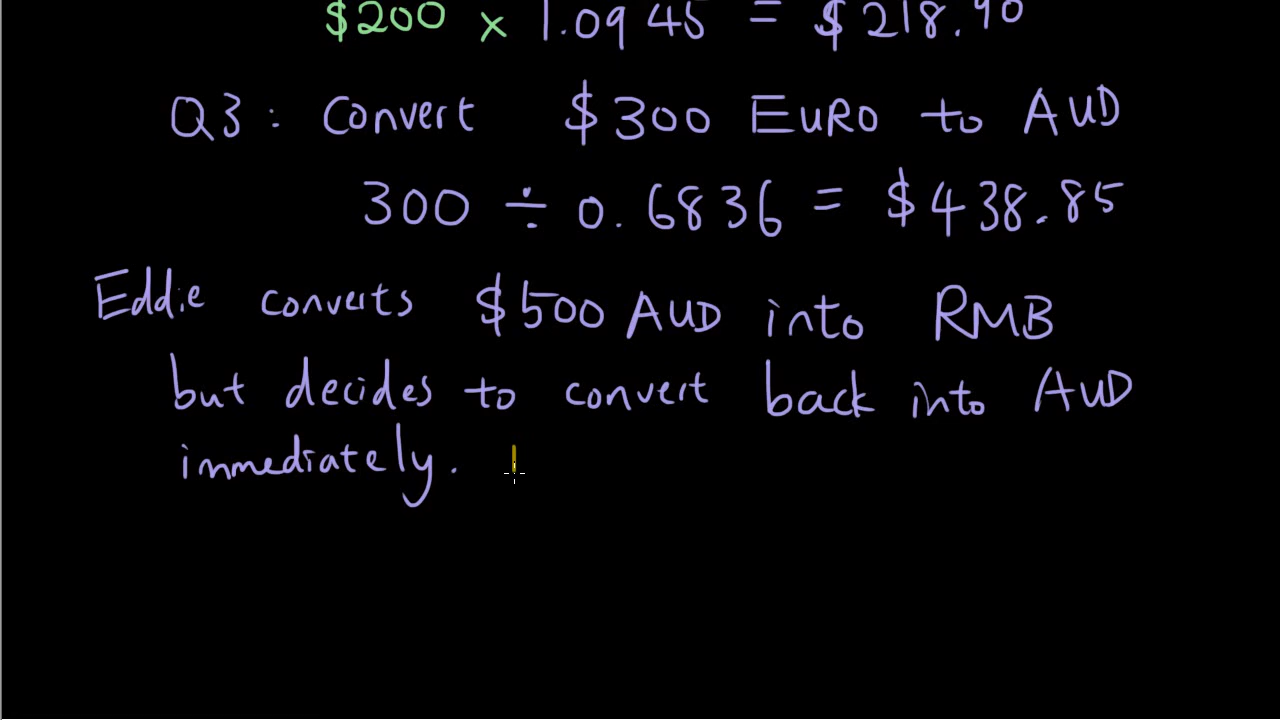 $200 × 1.0945 = $218.90
Q3: Convert $300 EURO to AUD
300 ÷ 0.6836 = $438.85
Eddie converts $500 AUD into RMB
but decides to convert back into AUD
immediately.